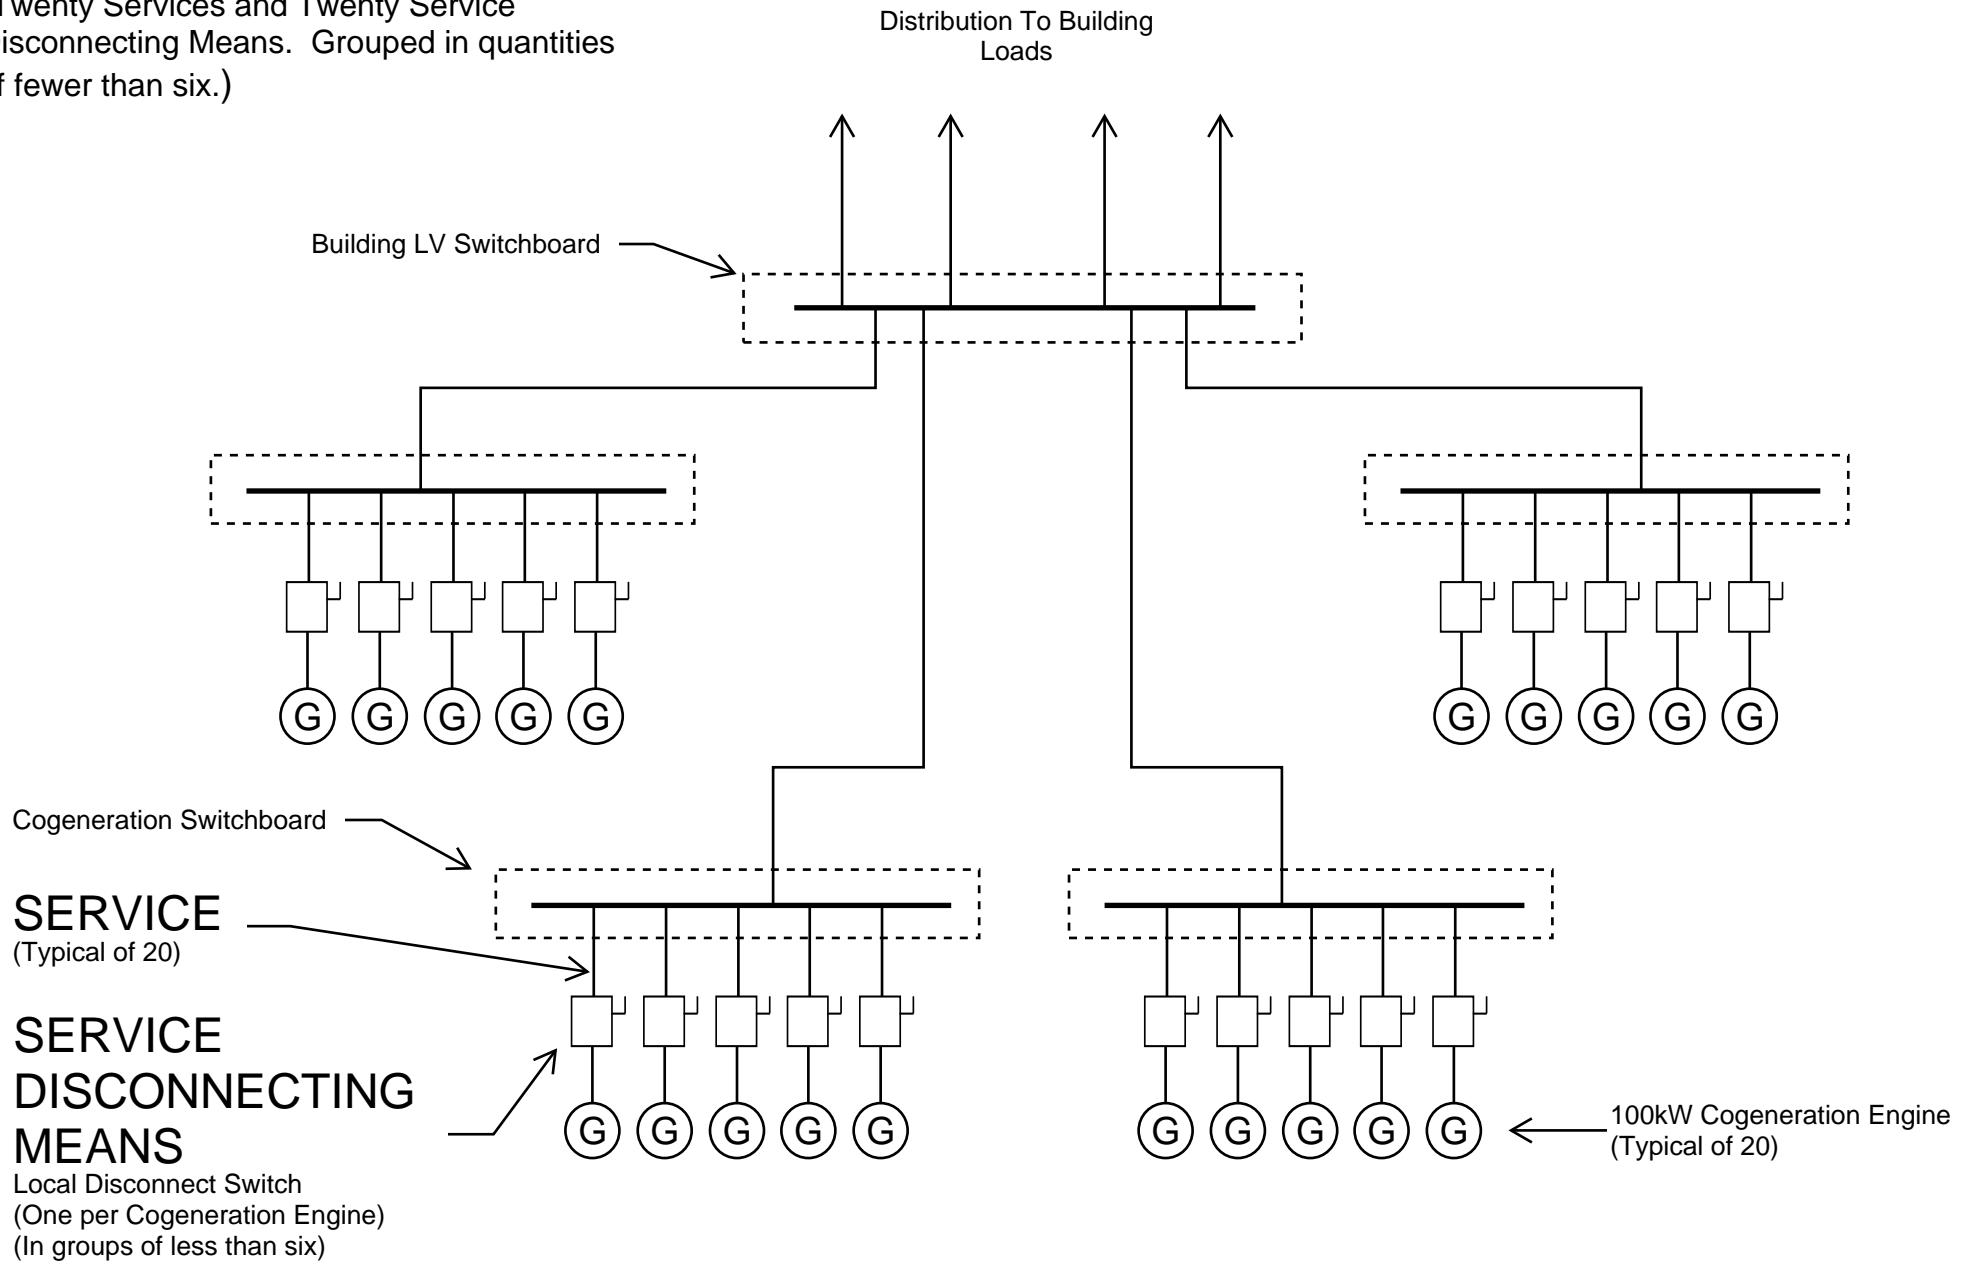 Twenty Services and Twenty Service
isconnecting Means. Grouped in quantities
f fewer than six.)
Distribution To Building
Loads
Building LV Switchboard
G G G G G
G G G G G
Cogeneration Switchboard
SERVICE
(Typical of 20)
SERVICE
DISCONNECTING
MEANS
Local Disconnect Switch
(One per Cogeneration Engine)
(In groups of less than six)
G G G G G
G G G G G
100kW Cogeneration Engine
(Typical of 20)